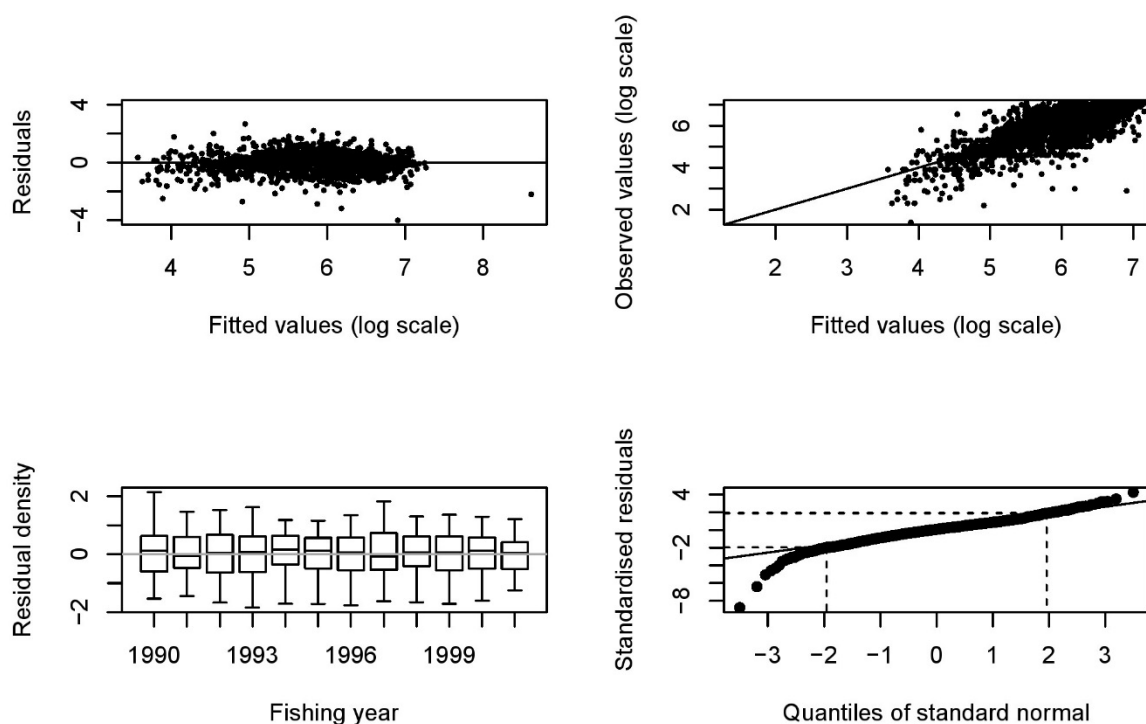 Residuals
4
0
−4
4 5 6 7 8
Fitted values (log scale)
Observed values (log scale)
6
4
2
2 3 4 5 6 7
Fitted values (log scale)
Residual density
2
0
−2
1990 1993 1996 1999
Fishing year
Standardised residuals
4
−2
−8
−3 −2 −1 0 1 2 3
Quantiles of standard normal